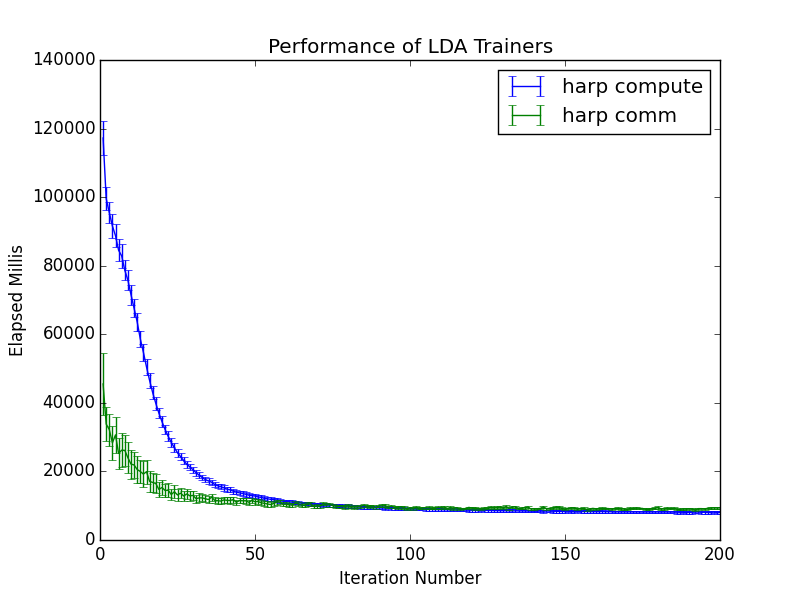 Performance of LDA Trainers
harp compute
harp comm
140000
120000
100000
80000
60000
40000
20000
0
Elapsed Millis
0 50 100 150 200
Iteration Number